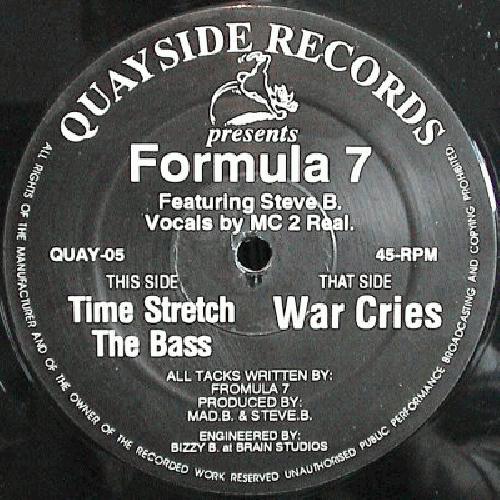 QUAYSIDE RECORDS
presents
Formula 7
Featuring Steve.B.
Vocals by MC 2 Real.
QUAY-05
45-RPM
THIS SIDE
Time Stretch
The Bass
THAT SIDE
War Cries
ALL TACKS WRITTEN BY:
FROMULA 7
PRODUCED BY:
MAD.B. & STEVE.B.
ENGINEERED BY:
BIZZY B. at BRAIN STUDIOS
ALL RIGHTS OF THE MANUFACTURER AND OF THE OWNER OF THE RECORDED WORK RESERVED UNAUTHORISED PUBLIC PERFORMANCE BROADCASTING AND COPYING PROHIBITED